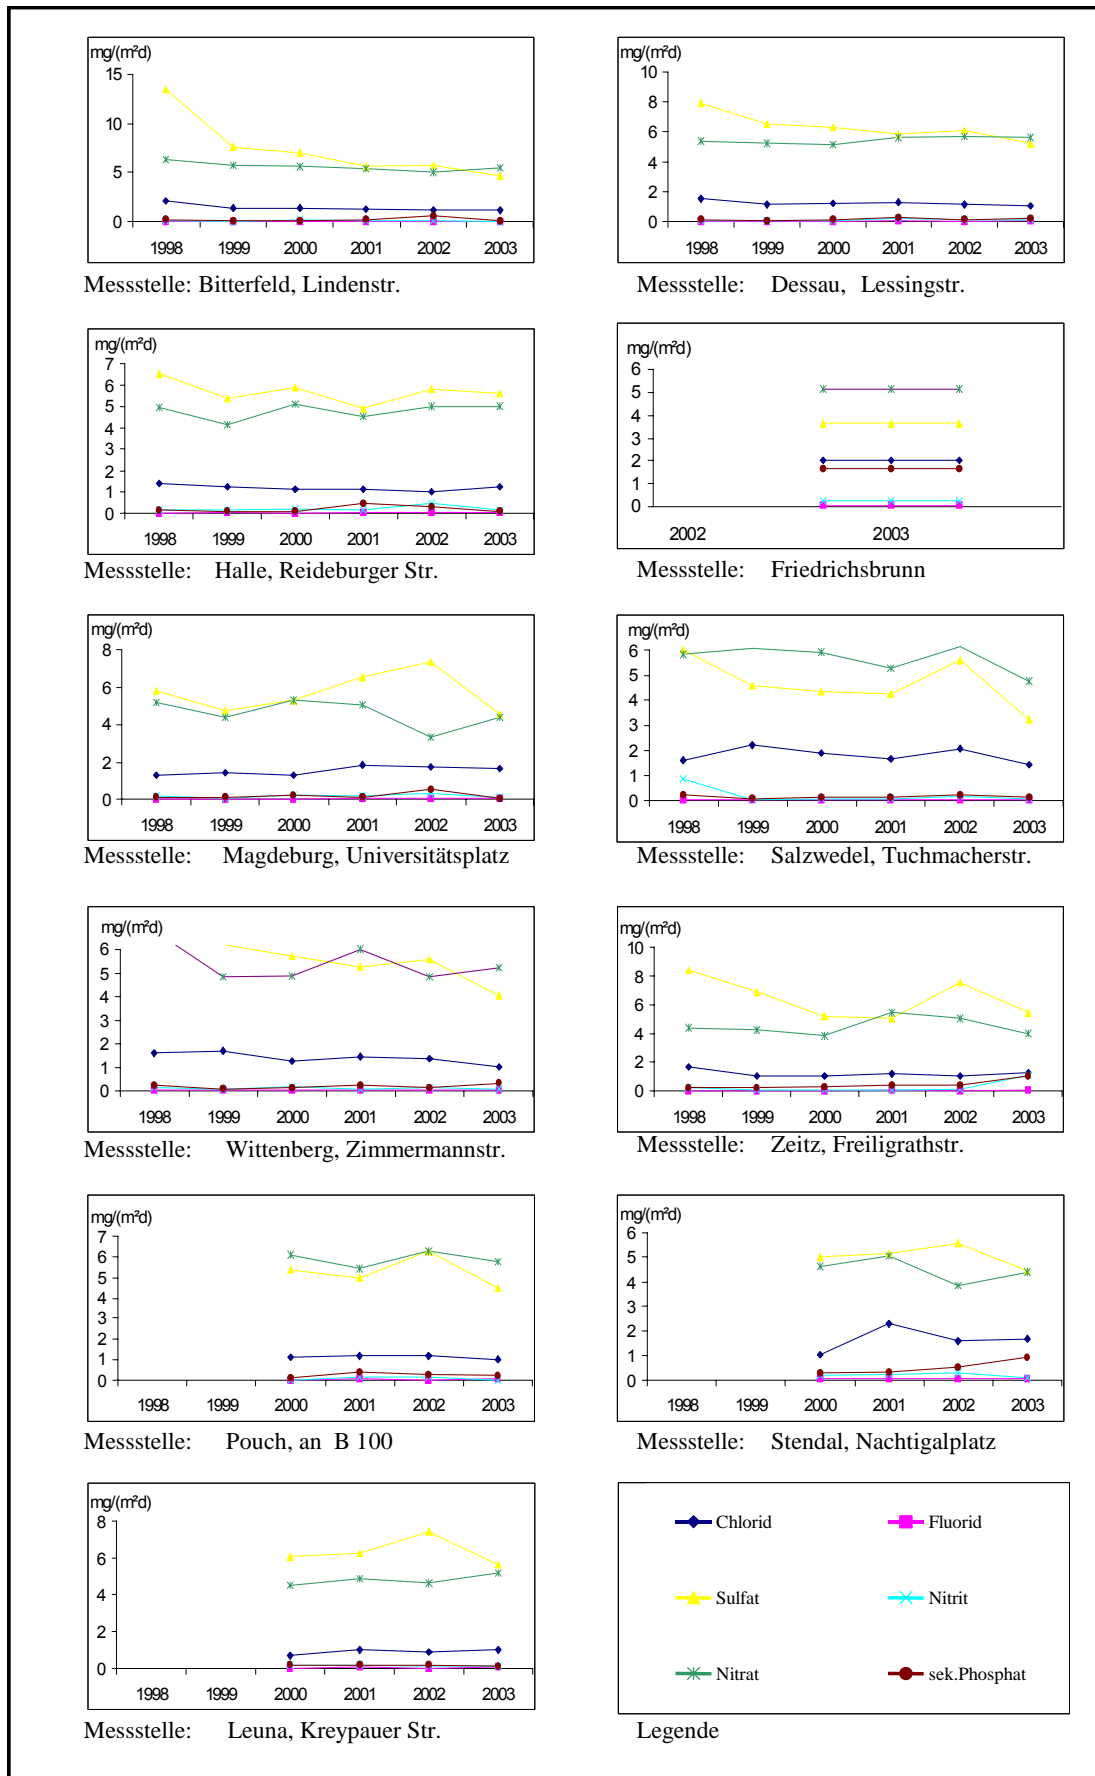 mg/(m²d)
15
10
5
0
1998 1999 2000 2001 2002 2003
Messstelle: Bitterfeld, Lindenstr.
mg/(m²d)
10
8
6
4
2
0
1998 1999 2000 2001 2002 2003
Messstelle: Dessau, Lessingstr.
mg/(m²d)
7
6
5
4
3
2
1
0
1998 1999 2000 2001 2002 2003
Messstelle: Halle, Reideburger Str.
mg/(m²d)
6
5
4
3
2
1
0
2002 2003
Messstelle: Friedrichsbrunn
mg/(m²d)
8
6
4
2
0
1998 1999 2000 2001 2002 2003
Messstelle: Magdeburg, Universitätsplatz
mg/(m²d)
6
5
4
3
2
1
0
1998 1999 2000 2001 2002 2003
Messstelle: Salzwedel, Tuchmacherstr.
mg/(m²d)
6
5
4
3
2
1
0
1998 1999 2000 2001 2002 2003
Messstelle: Wittenberg, Zimmermannstr.
mg/(m²d)
10
8
6
4
2
0
1998 1999 2000 2001 2002 2003
Messstelle: Zeitz, Freiligrathstr.
mg/(m²d)
7
6
5
4
3
2
1
0
1998 1999 2000 2001 2002 2003
Messstelle: Pouch, an B 100
mg/(m²d)
6
5
4
3
2
1
0
1998 1999 2000 2001 2002 2003
Messstelle: Stendal, Nachtigalplatz
mg/(m²d)
8
6
4
2
0
1998 1999 2000 2001 2002 2003
Messstelle: Leuna, Kreypauer Str.
Chlorid Fluorid
Sulfat Nitrit
Nitrat sek.Phosphat
Legende